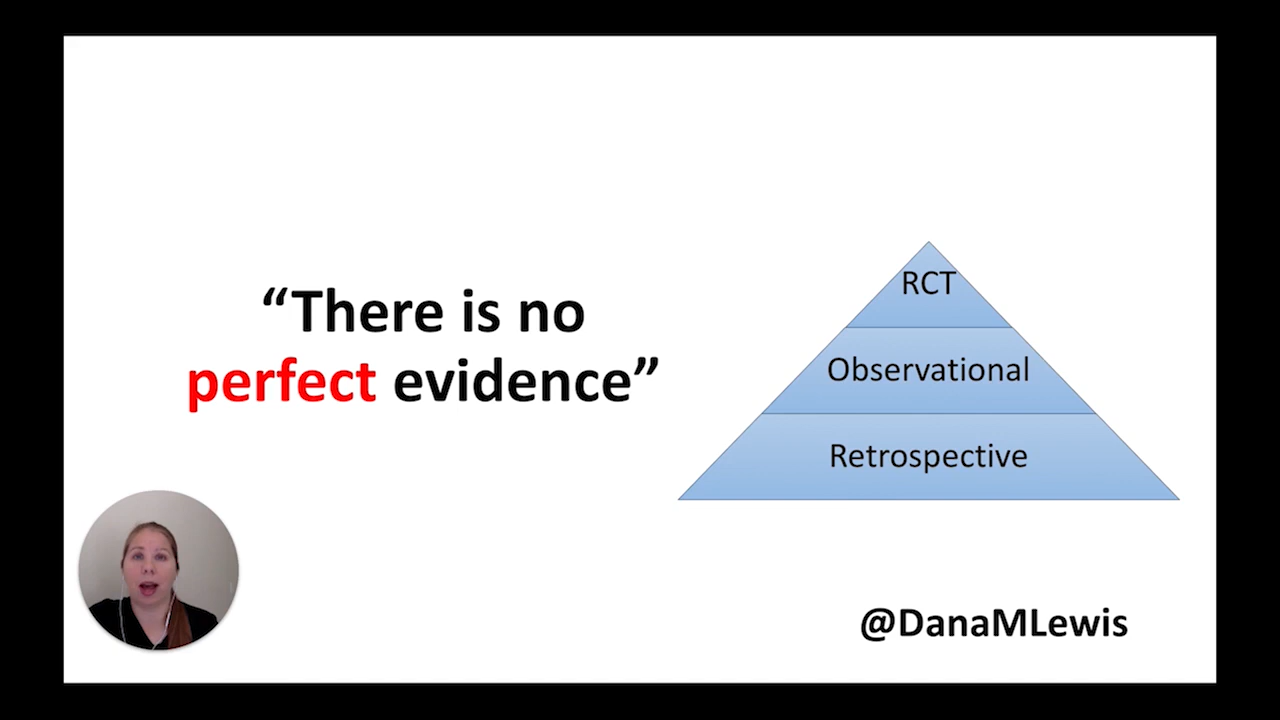 “There is no
perfect evidence”
RCT
Observational
Retrospective
@DanaMLewis